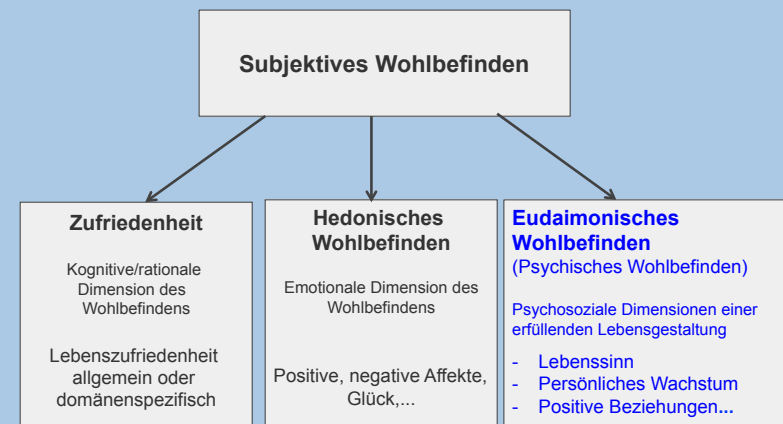 Subjektives Wohlbefinden
Zufriedenheit
Kognitive/rationale
Dimension des
Wohlbefindens
Lebenszufriedenheit
allgemein oder
domänenspezifisch
Hedonisches
Wohlbefinden
Emotionale Dimension des
Wohlbefindens
Positive, negative Affekte,
Glück,...
Eudaimonisches
Wohlbefinden
(Psychisches Wohlbefinden)
Psychosoziale Dimensionen einer
erfüllenden Lebensgestaltung
- Lebenssinn
- Persönliches Wachstum
- Positive Beziehungen...